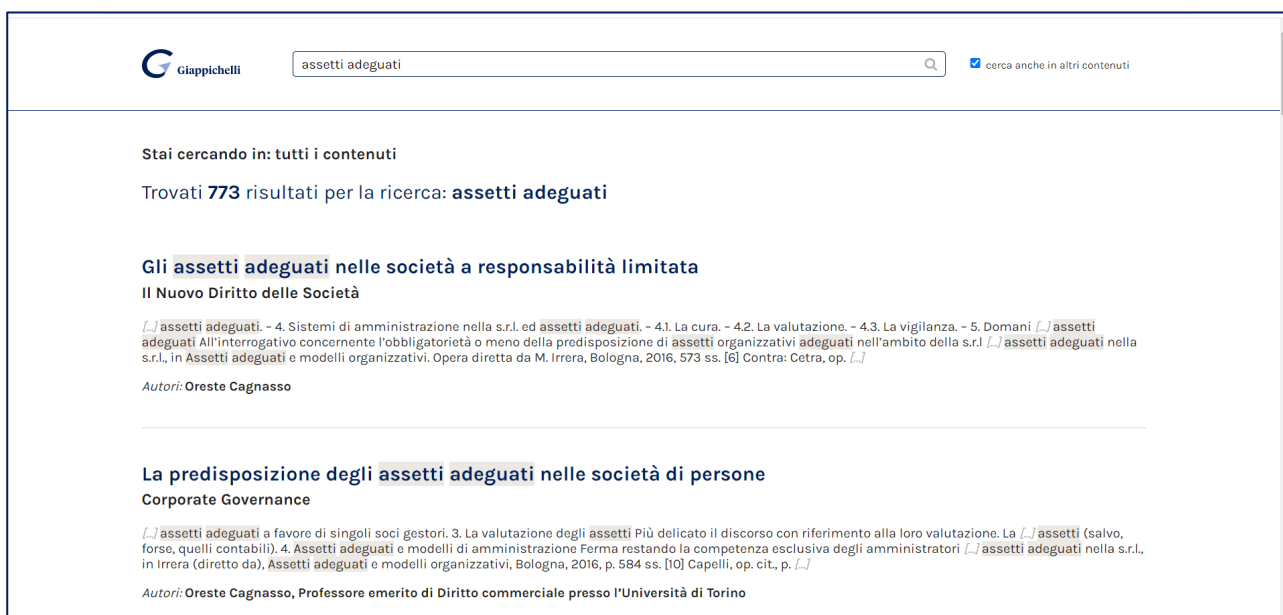 Giappichelli
assetti adeguati
cerca anche in altri contenuti
Stai cercando in: tutti i contenuti
Trovati 773 risultati per la ricerca: assetti adeguati
Gli assetti adeguati nelle società a responsabilità limitata
Il Nuovo Diritto delle Società
[...] assetti adeguati. – 4. Sistemi di amministrazione nella s.r.l. ed assetti adeguati. – 4.1. La cura. – 4.2. La valutazione. – 4.3. La vigilanza. – 5. Domani [...] assetti
adeguati All'interrogativo concernente l'obbligatorietà o meno della predisposizione di assetti organizzativi adeguati nell'ambito della s.r.l [...] assetti adeguati nella
s.r.l., in Assetti adeguati e modelli organizzativi. Opera diretta da M. Irrera, Bologna, 2016, 573 ss. [6] Contra: Cetra, op. [...]
Autori: Oreste Cagnasso
La predisposizione degli assetti adeguati nelle società di persone
Corporate Governance
[...] assetti adeguati a favore di singoli soci gestori. 3. La valutazione degli assetti Più delicato il discorso con riferimento alla loro valutazione. La [...] assetti (salvo,
forse, quelli contabili). 4. Assetti adeguati e modelli di amministrazione Ferma restando la competenza esclusiva degli amministratori [...] assetti adeguati nella s.r.l.,
in Irrera (diretto da), Assetti adeguati e modelli organizzativi, Bologna, 2016, p. 584 ss. [10] Capelli, op. cit., p. [...]
Autori: Oreste Cagnasso, Professore emerito di Diritto commerciale presso l'Università di Torino